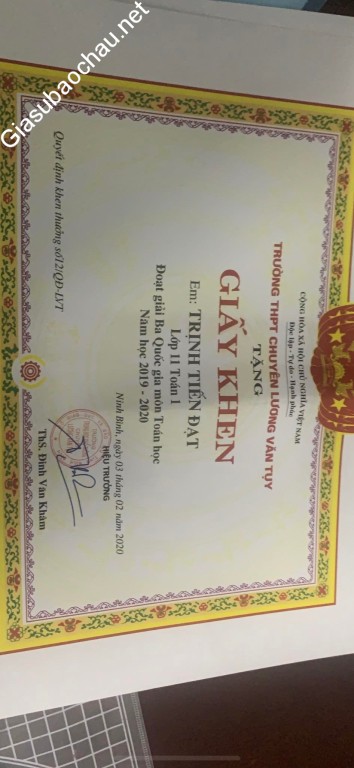 Giasubaochau.net
CỘNG HÒA XÃ HỘI CHỦ NGHĨA VIỆT NAM
Độc lập - Tự do - Hạnh phúc
TRƯỜNG THPT CHUYÊN LƯƠNG VĂN TỤY
TẶNG
GIẤY KHEN
Em: TRỊNH TIẾN ĐẠT
Lớp 11 Toán 1
Đoạt giải Ba Quốc gia môn Toán học
Năm học 2019 - 2020
Ninh Bình, ngày 03 tháng 02 năm 2020
HIỆU TRƯỞNG
ThS. Đinh Văn Khâm
Quyết định khen thưởng số12/QĐ-LVT